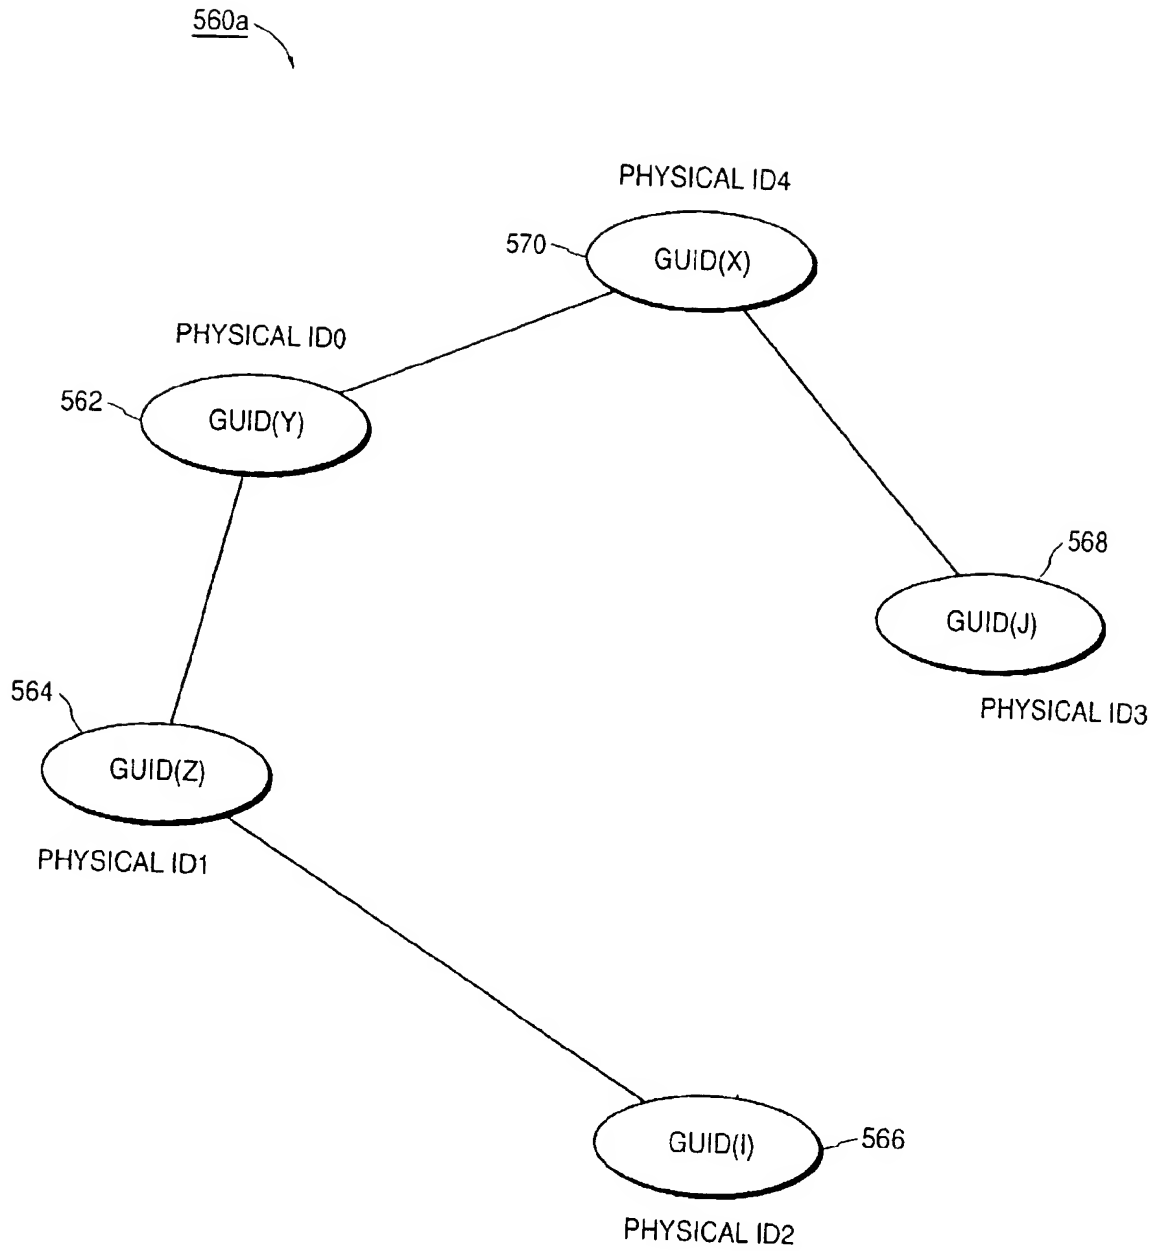 560a
PHYSICAL ID4
570
GUID(X)
PHYSICAL ID0
562
GUID(Y)
568
GUID(J)
PHYSICAL ID3
564
GUID(Z)
PHYSICAL ID1
GUID(I)
566
PHYSICAL ID2